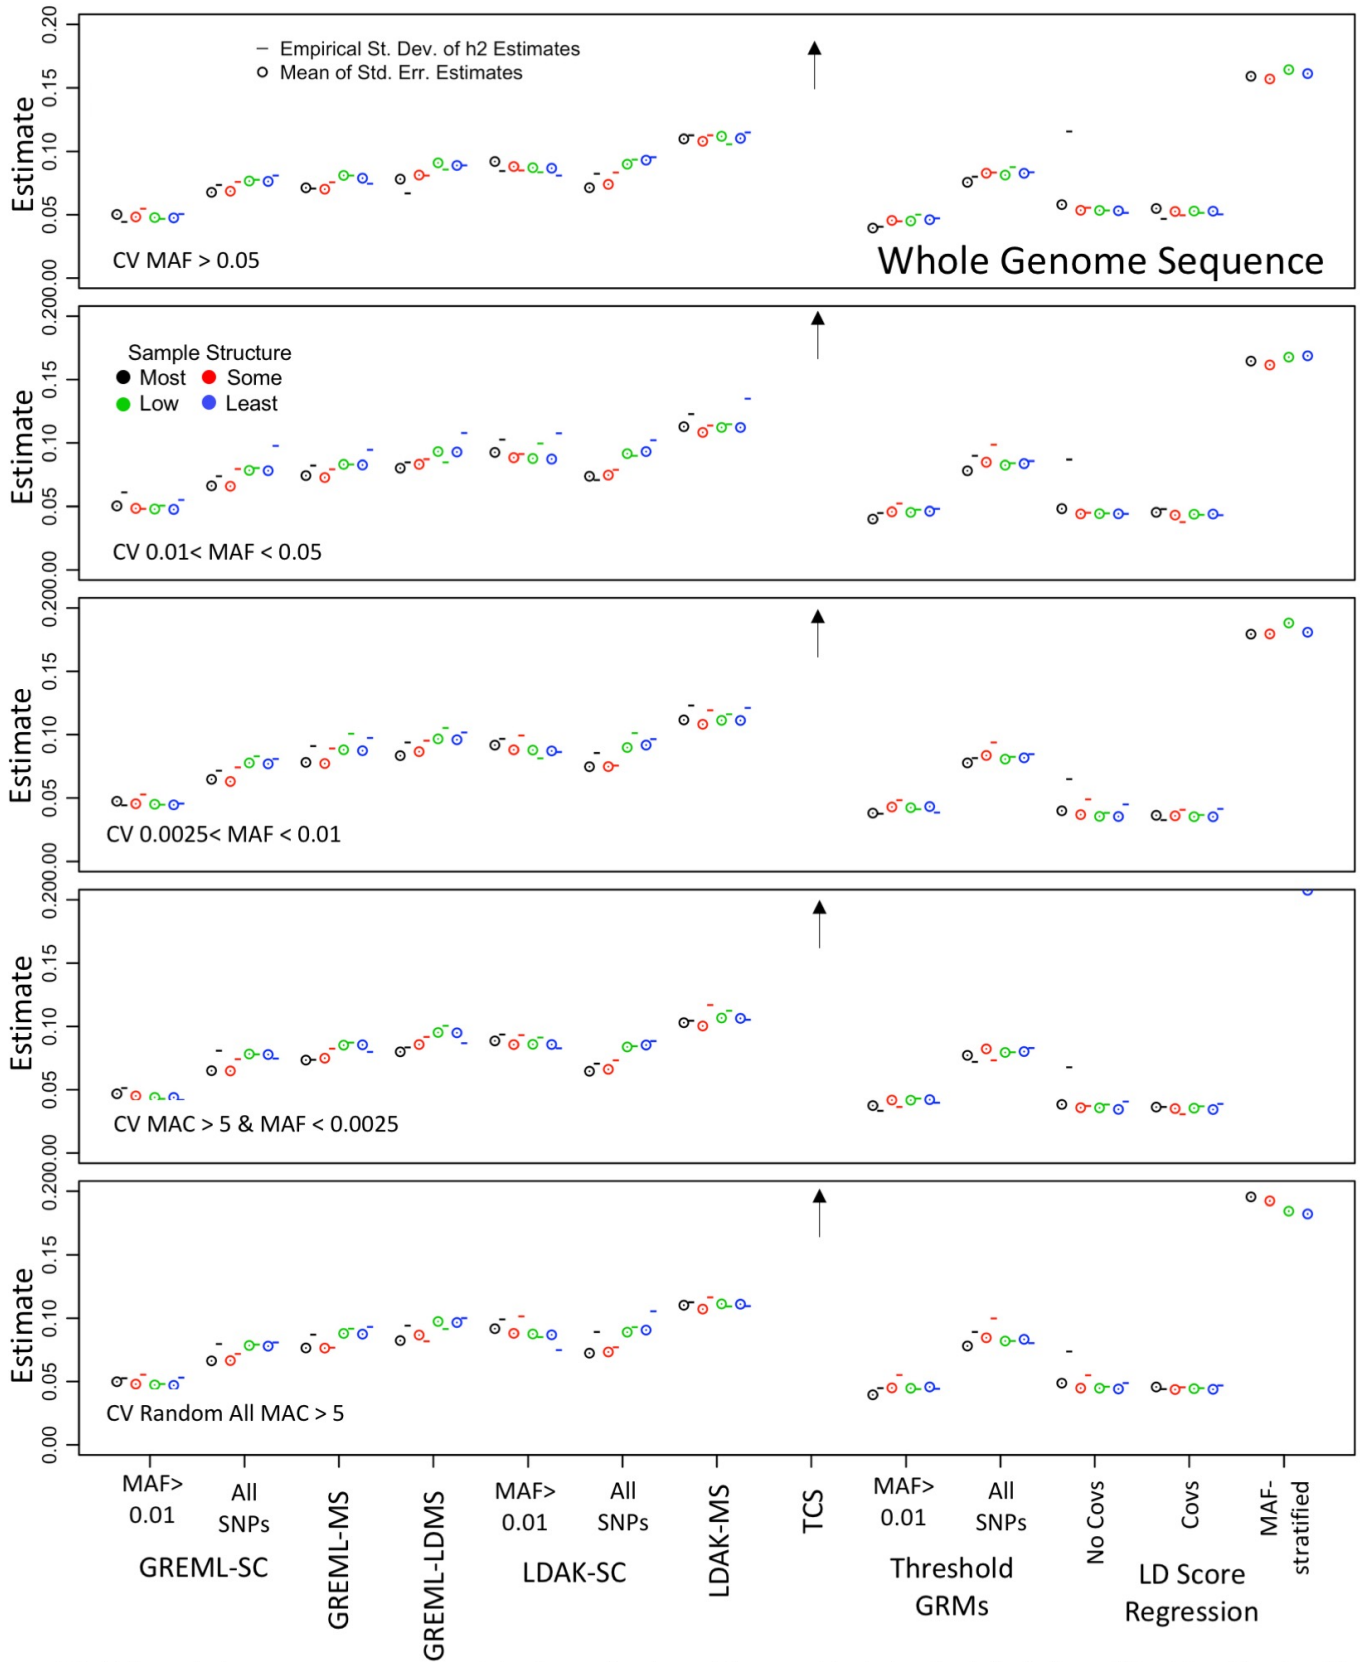 Estimate
0.00 0.05 0.10 0.15 0.20
– Empirical St. Dev. of h2 Estimates
o Mean of Std. Err. Estimates
CV MAF > 0.05
Whole Genome Sequence
Estimate
0.00 0.05 0.10 0.15 0.20
Sample Structure
Most Some
Low Least
CV 0.01< MAF < 0.05
Estimate
0.00 0.05 0.10 0.15 0.20
CV 0.0025< MAF < 0.01
Estimate
0.00 0.05 0.10 0.15 0.20
CV MAC > 5 & MAF < 0.0025
Estimate
0.00 0.05 0.10 0.15 0.20
CV Random All MAC > 5
MAF>
0.01
All
SNPs
GREML-SC
GREML-MS
GREML-LDMS
MAF>
0.01
All
SNPs
LDAK-SC
LDAK-MS
TCS
MAF>
0.01
All
SNPs
Threshold
GRMs
No Covs
Covs
MAF-
stratified
LD Score
Regression